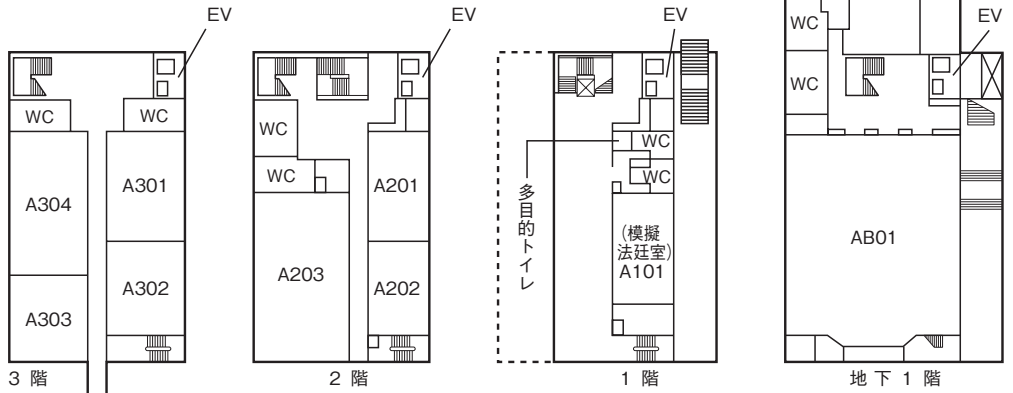 EV
WC
WC
A304
A301
A303
A302
3 階
EV
WC
WC
A201
A203
A202
2 階
EV
WC
WC
多目的トイレ
(模擬
法廷室)
A101
1 階
EV
WC
WC
AB01
地下 1 階